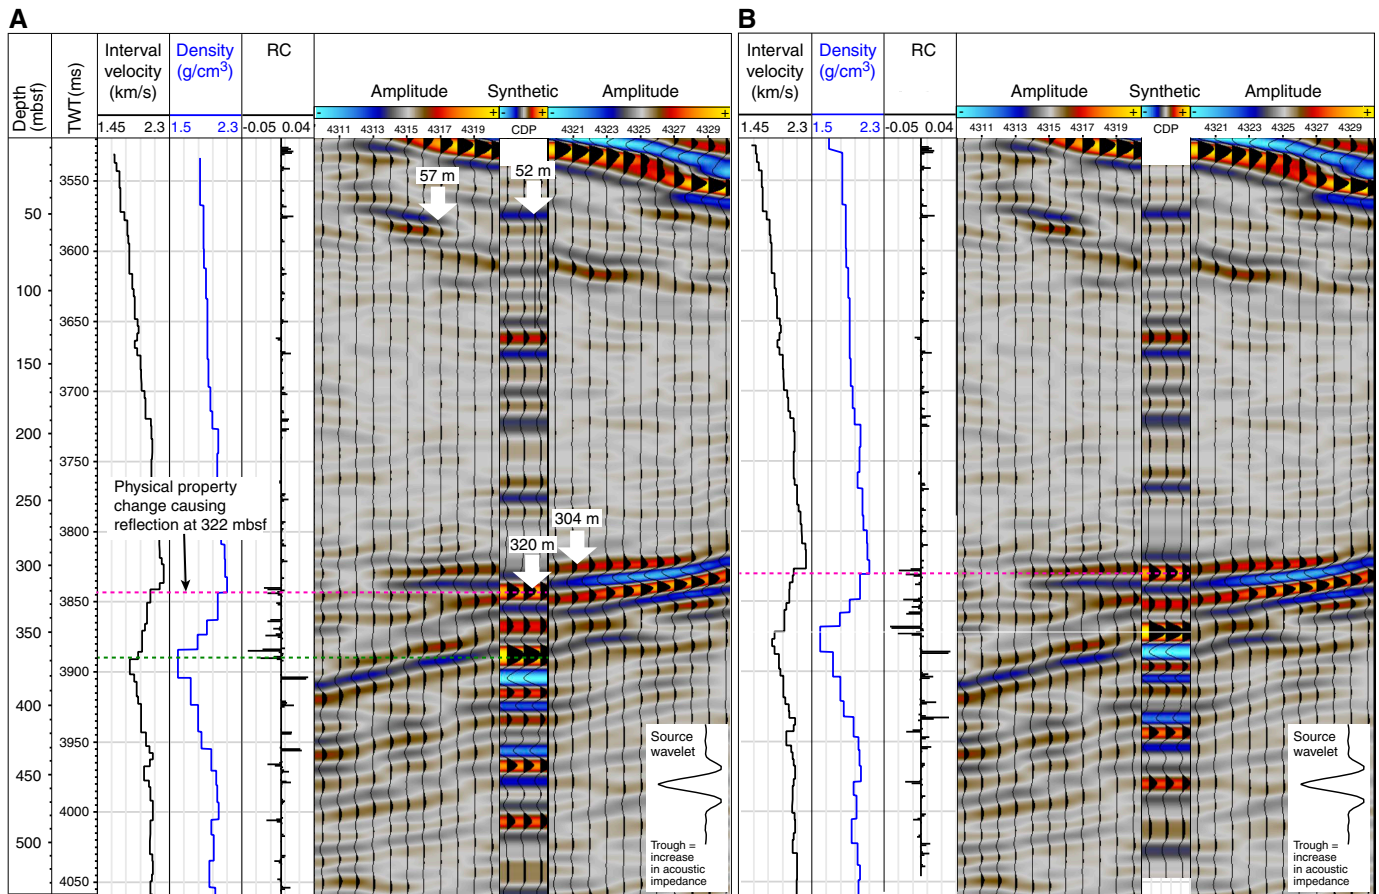 A
Depth (mbsf)
TWT (ms)
Interval velocity (km/s)
Density (g/cm3)
RC
Amplitude
Synthetic
Amplitude
- + - + - +
1.45 2.3 1.5 2.3 -0.05 0.04
4311 4313 4315 4317 4319 CDP 4321 4323 4325 4327 4329
3550
50
3600
100
3650
150
3700
200
3750
250
3800
300
3850
350
3900
400
3950
450
4000
500
4050
57 m
52 m
Physical property
change causing
reflection at 322 mbsf
304 m
320 m
Source
wavelet
Trough =
increase
in acoustic
impedance
B
Interval velocity (km/s)
Density (g/cm3)
RC
Amplitude
Synthetic
Amplitude
- + - + - +
1.45 2.3 1.5 2.3 -0.05 0.04
4311 4313 4315 4317 4319 CDP 4321 4323 4325 4327 4329
Source
wavelet
Trough =
increase
in acoustic
impedance